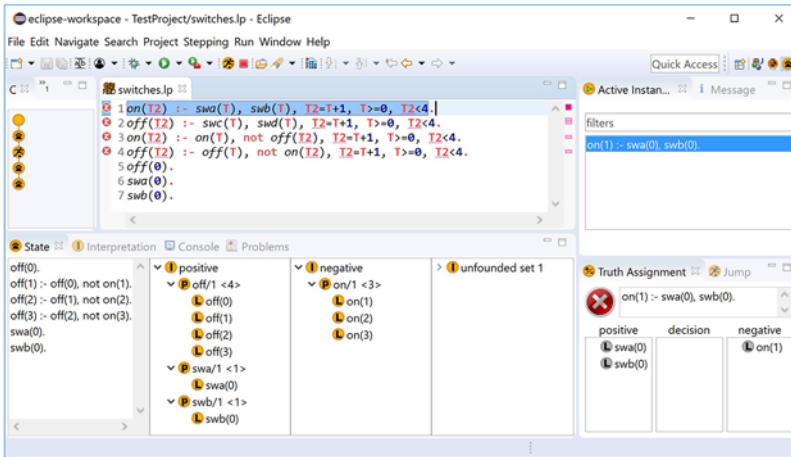 eclipse-workspace - TestProject/switches.lp - Eclipse
File Edit Navigate Search Project Stepping Run Window Help
Quick Access
C
switches.lp
1 on(T2) :- swa(T), swb(T), T2=T+1, T>=0, T2<4.
2 off(T2) :- swc(T), swd(T), T2=T+1, T>=0, T2<4.
3 on(T2) :- on(T), not off(T2), T2=T+1, T>=0, T2<4.
4 off(T2) :- off(T), not on(T2), T2=T+1, T>=0, T2<4.
5 off(0).
6 swa(0).
7 swb(0).
Active Instan...
Message
filters
on(1) :- swa(0), swb(0).
State
Interpretation
Console
Problems
off(0).
off(1) :- off(0), not on(1).
off(2) :- off(1), not on(2).
off(3) :- off(2), not on(3).
swa(0).
swb(0).
positive
off/1 <4>
off(0)
off(1)
off(2)
off(3)
swa/1 <1>
swa(0)
swb/1 <1>
swb(0)
negative
on/1 <3>
on(1)
on(2)
on(3)
unfounded set 1
Truth Assignment
Jump
on(1) :- swa(0), swb(0).
positive
decision
negative
swa(0)
on(1)
swb(0)